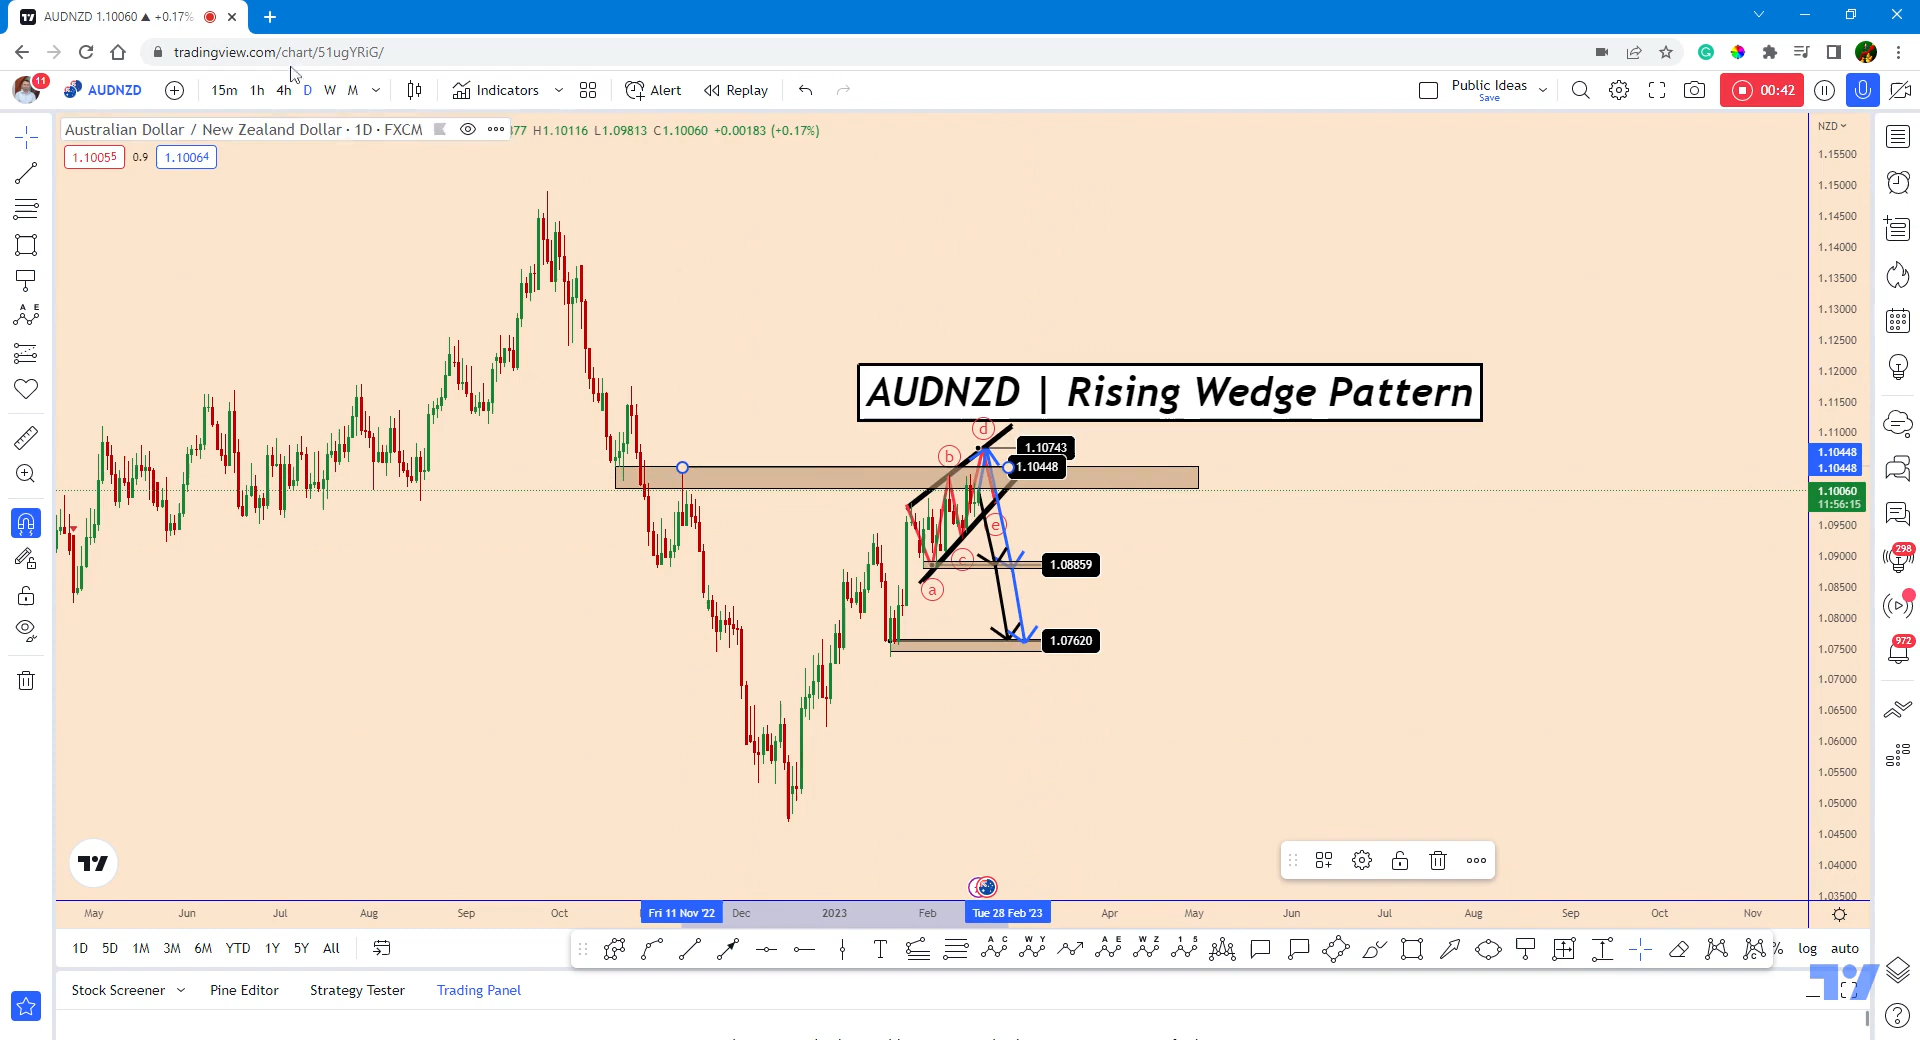 AUDNZD 1.10060 ▲ +0.17%
tradingview.com/chart/51ugYRiG/
11
AUDNZD
15m 1h 4h D W M
Indicators
Alert
Replay
Public Ideas
Save
00:42
Australian Dollar / New Zealand Dollar · 1D · FXCM
H1.10116 L1.09813 C1.10060 +0.00183 (+0.17%)
1.10055 0.9 1.10064
NZD
1.15500
1.15000
1.14500
1.14000
1.13500
1.13000
1.12500
1.12000
1.11500
1.11000
1.10448
1.10448
1.10060
11:56:15
1.09500
1.09000
1.08500
1.08000
1.07500
1.07000
1.06500
1.06000
1.05500
1.05000
1.04500
1.04000
1.03500
AUDNZD | Rising Wedge Pattern
d
1.10743
b
1.10448
e
c
1.08859
a
1.07620
298
972
May Jun Jul Aug Sep Oct Fri 11 Nov '22 Dec 2023 Feb Tue 28 Feb '23 Apr May Jun Jul Aug Sep Oct Nov
1D 5D 1M 3M 6M YTD 1Y 5Y All
% log auto
Stock Screener Pine Editor Strategy Tester Trading Panel